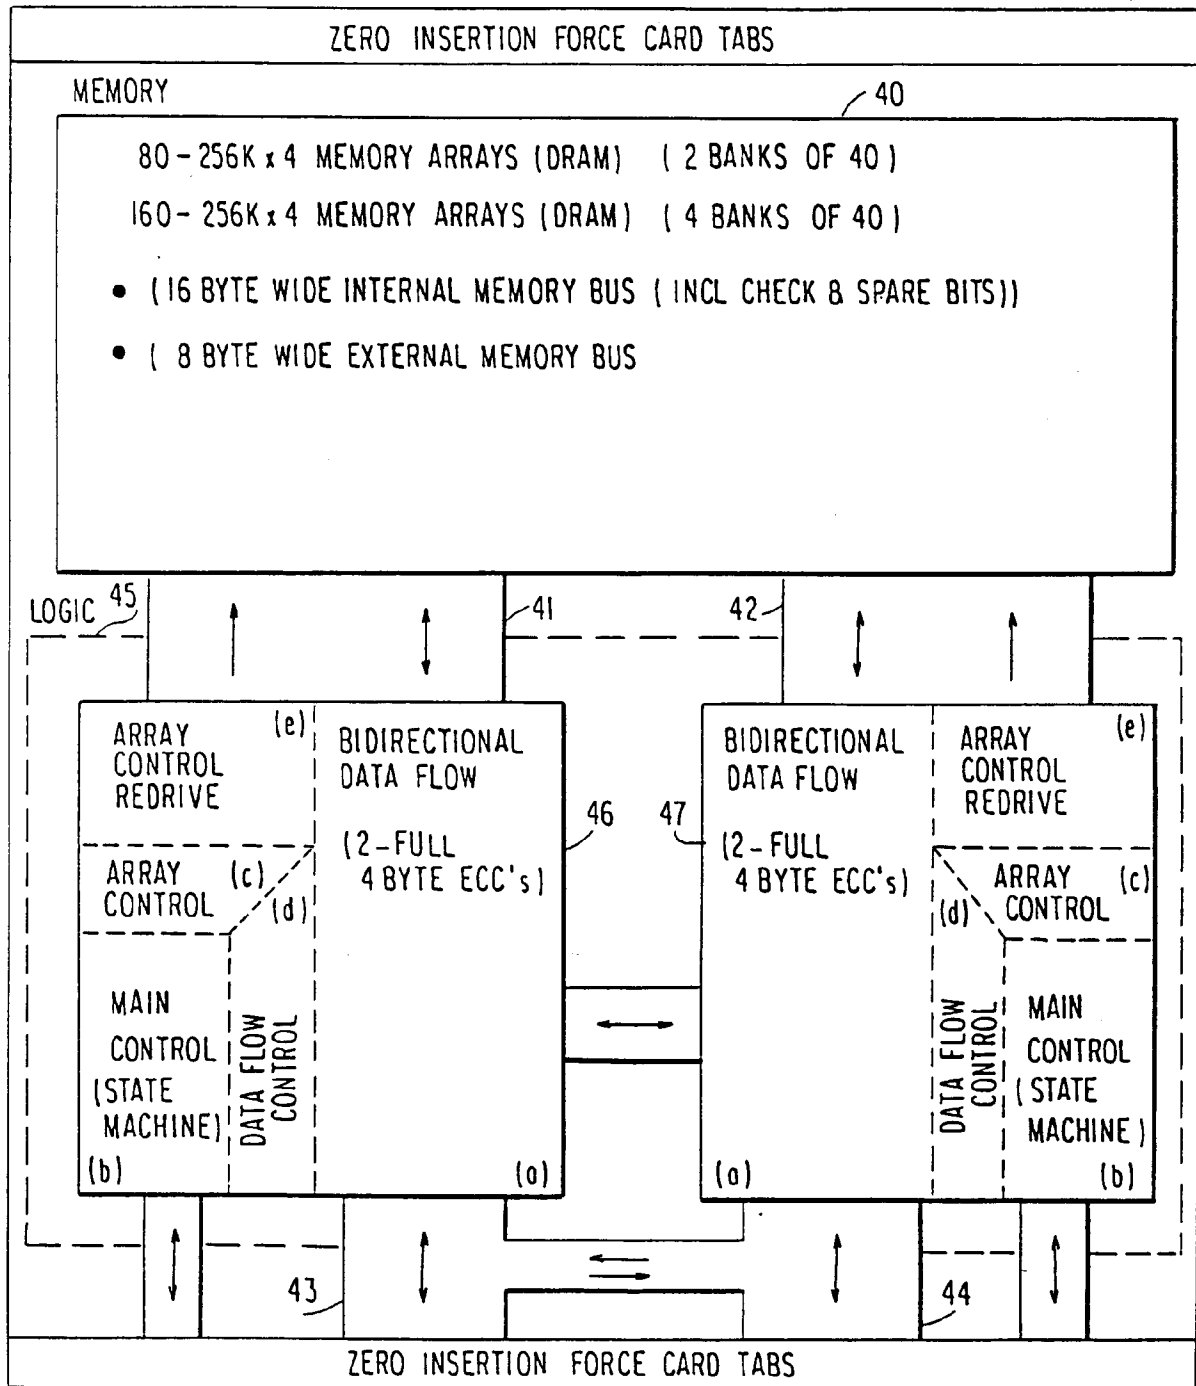 ZERO INSERTION FORCE CARD TABS
MEMORY
40
80-256K x 4 MEMORY ARRAYS (DRAM) (2 BANKS OF 40)
160-256K x 4 MEMORY ARRAYS (DRAM) (4 BANKS OF 40)
• (16 BYTE WIDE INTERNAL MEMORY BUS (INCL CHECK & SPARE BITS))
• ( 8 BYTE WIDE EXTERNAL MEMORY BUS
LOGIC
45
41
42
ARRAY
CONTROL
REDRIVE
(e)
BIDIRECTIONAL
DATA FLOW
(2-FULL
4 BYTE ECC's)
46
ARRAY
CONTROL
(c)
(d)
MAIN
CONTROL
(STATE
MACHINE)
(b)
DATA FLOW
CONTROL
(a)
47
BIDIRECTIONAL
DATA FLOW
(2-FULL
4 BYTE ECC's)
(a)
ARRAY
CONTROL
REDRIVE
(e)
ARRAY
CONTROL
(c)
(d)
DATA FLOW
CONTROL
MAIN
CONTROL
(STATE
MACHINE)
(b)
43
44
ZERO INSERTION FORCE CARD TABS